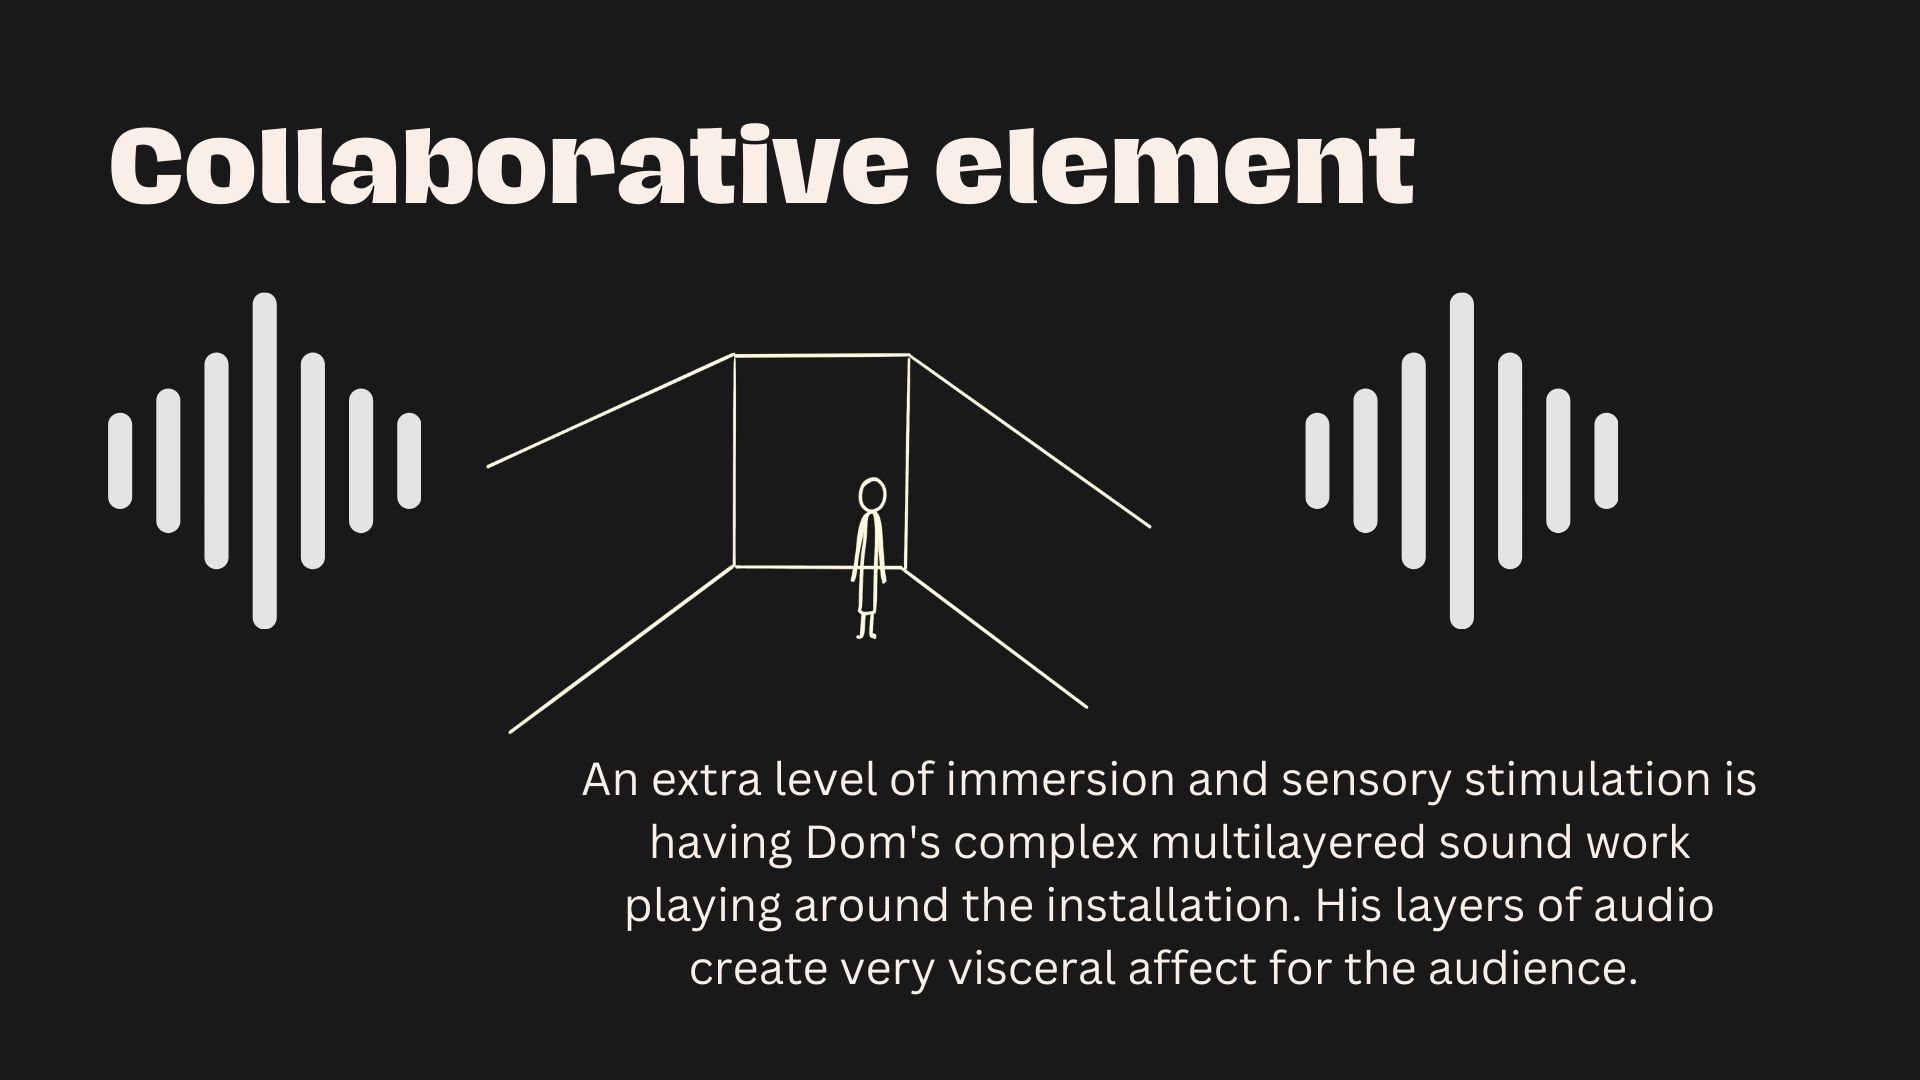 Collaborative element
An extra level of immersion and sensory stimulation is
having Dom's complex multilayered sound work
playing around the installation. His layers of audio
create very visceral affect for the audience.